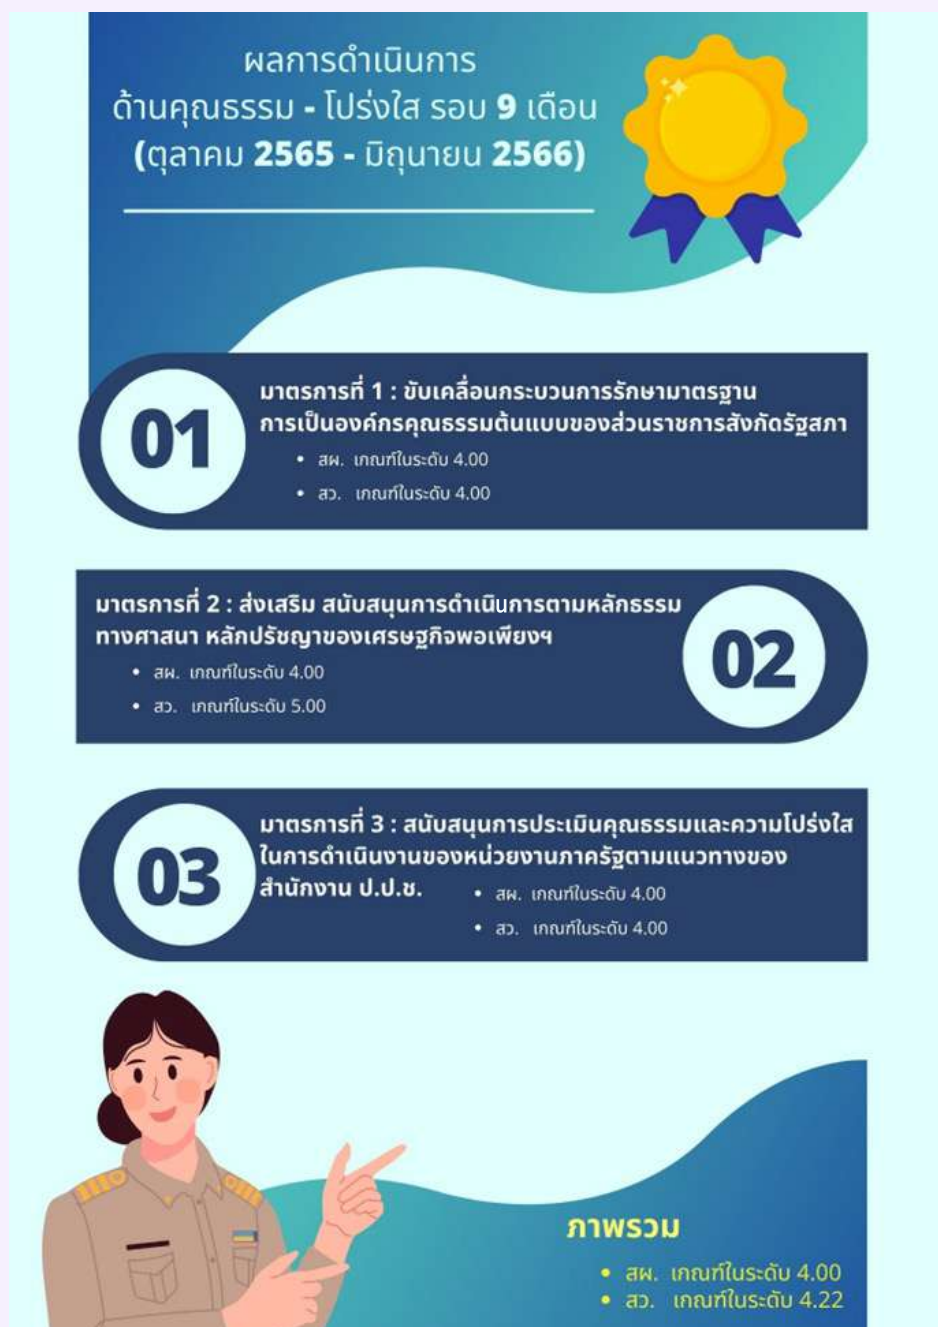 ผลการดำเนินการ
ด้านคุณธรรม - โปร่งใส รอบ 9 เดือน
(ตุลาคม 2565 - มิถุนายน 2566)
01
มาตรการที่ 1 : ขับเคลื่อนกระบวนการรักษามาตรฐาน
การเป็นองค์กรคุณธรรมต้นแบบของส่วนราชการสังกัดรัฐสภา
• สผ. เกณฑ์ในระดับ 4.00
• สว. เกณฑ์ในระดับ 4.00
มาตรการที่ 2 : ส่งเสริม สนับสนุนการดำเนินการตามหลักธรรม
ทางศาสนา หลักปรัชญาของเศรษฐกิจพอเพียงฯ
• สผ. เกณฑ์ในระดับ 4.00
• สว. เกณฑ์ในระดับ 5.00
02
03
มาตรการที่ 3 : สนับสนุนการประเมินคุณธรรมและความโปร่งใส
ในการดำเนินงานของหน่วยงานภาครัฐตามแนวทางของ
สำนักงาน ป.ป.ช.
• สผ. เกณฑ์ในระดับ 4.00
• สว. เกณฑ์ในระดับ 4.00
ภาพรวม
• สผ. เกณฑ์ในระดับ 4.00
• สว. เกณฑ์ในระดับ 4.22